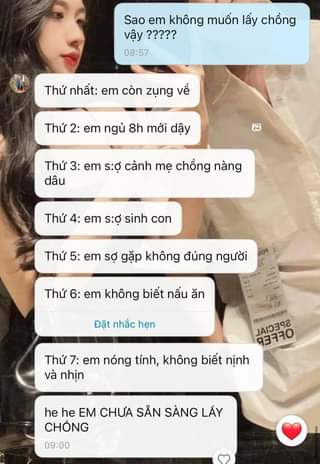 Sao em không muốn lấy chồng
vậy ?????
08:57
Thứ nhất: em còn zụng về
Thứ 2: em ngủ 8h mới dậy
Thứ 3: em s:ợ cảnh mẹ chồng nàng
dâu
Thứ 4: em s:ợ sinh con
Thứ 5: em sợ gặp không đúng người
Thứ 6: em không biết nấu ăn
Đặt nhắc hẹn
Thứ 7: em nóng tính, không biết nịnh
và nhịn
he he EM CHƯA SẴN SÀNG LẤY
CHỒNG
09:00
SPECIAL
OFFER